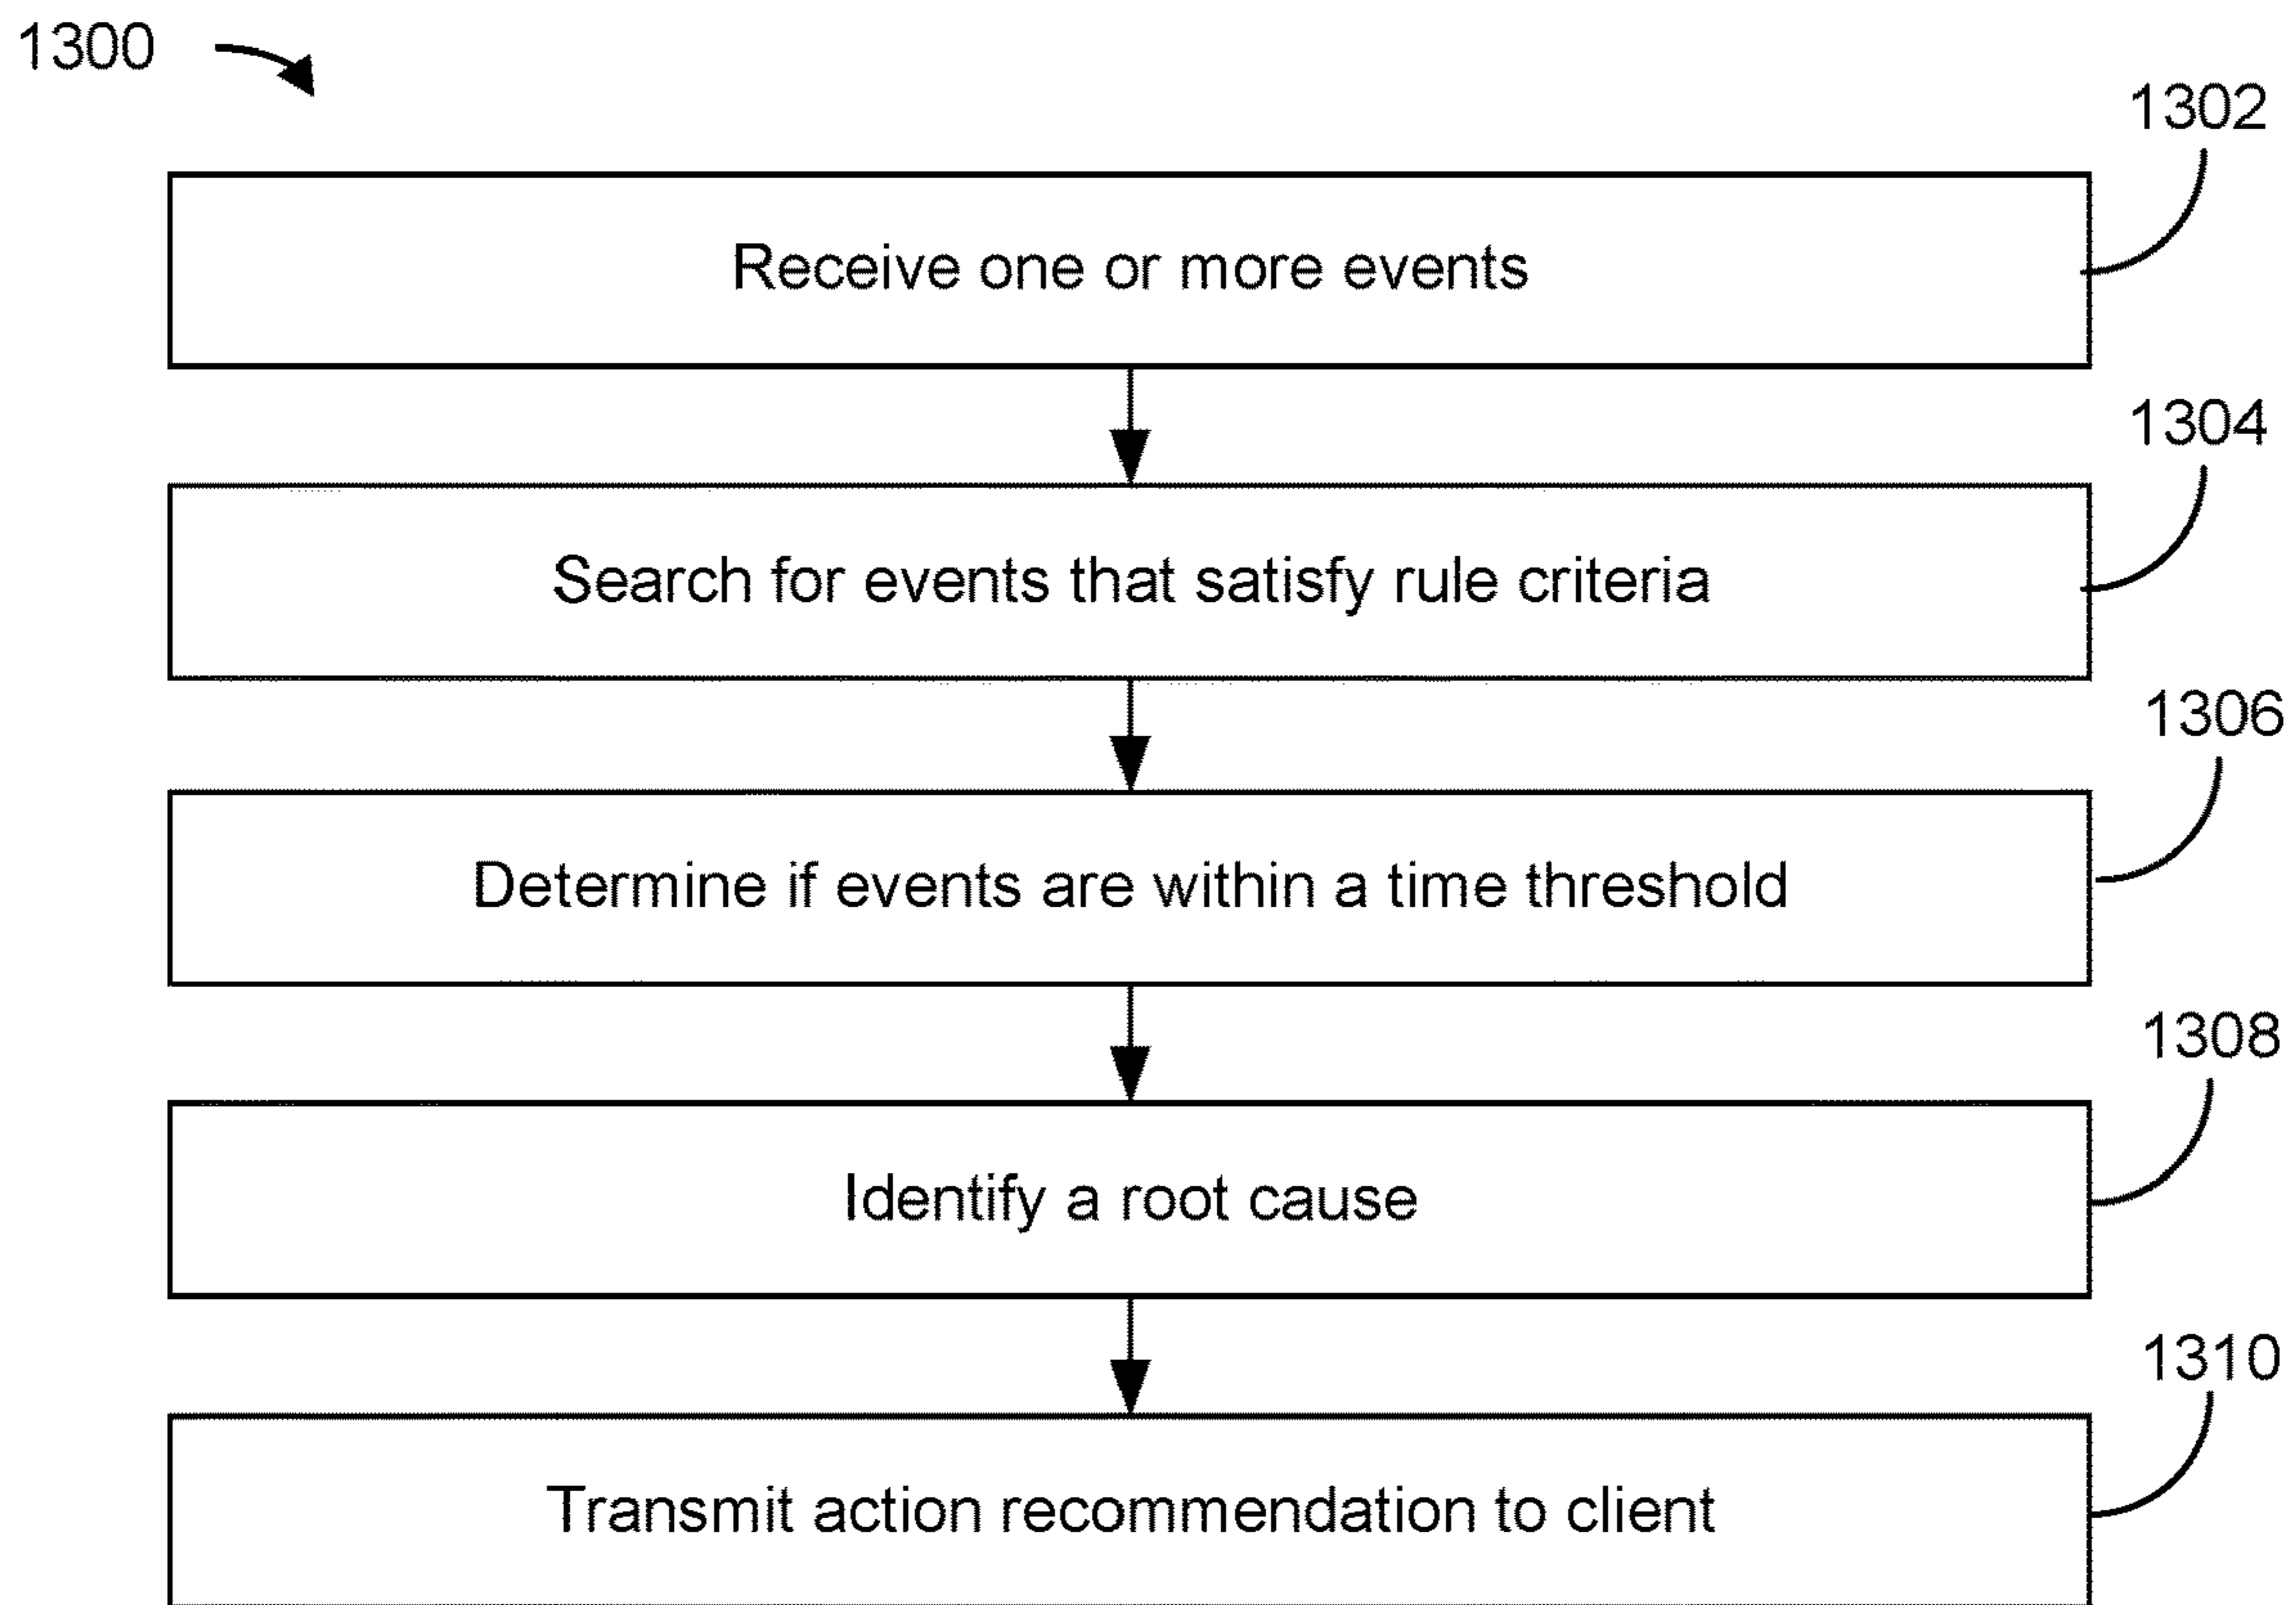 1300
1302
Receive one or more events
1304
Search for events that satisfy rule criteria
1306
Determine if events are within a time threshold
1308
Identify a root cause
1310
Transmit action recommendation to client